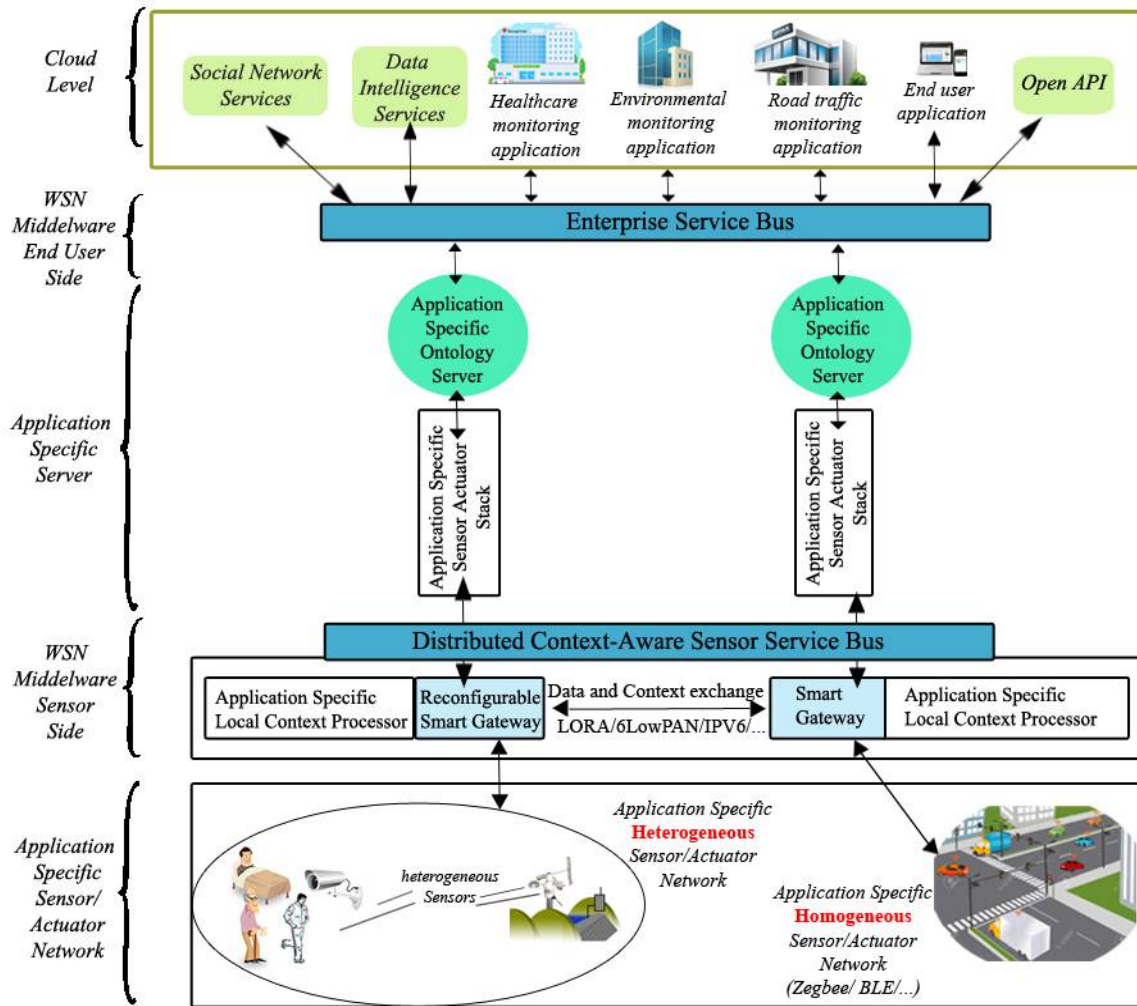 Cloud
Level
Social Network
Services
Data
Intelligence
Services
Healthcare
monitoring
application
Environmental
monitoring
application
Road traffic
monitoring
application
End user
application
Open API
WSN
Middelware
End User
Side
Enterprise Service Bus
Application
Specific
Ontology
Server
Application
Specific
Ontology
Server
Application
Specific
Server
Application Specific
Sensor Actuator
Stack
Application Specific
Sensor Actuator
Stack
WSN
Middelware
Sensor
Side
Distributed Context-Aware Sensor Service Bus
Application Specific
Local Context Processor
Reconfigurable
Smart Gateway
Data and Context exchange
LORA/6LowPAN/IPV6/...
Smart
Gateway
Application Specific
Local Context Processor
Application
Specific
Sensor/
Actuator
Network
heterogeneous
Sensors
Application Specific
Heterogeneous
Sensor/Actuator
Network
Application Specific
Homogeneous
Sensor/Actuator
Network
(Zegbee/ BLE/...)